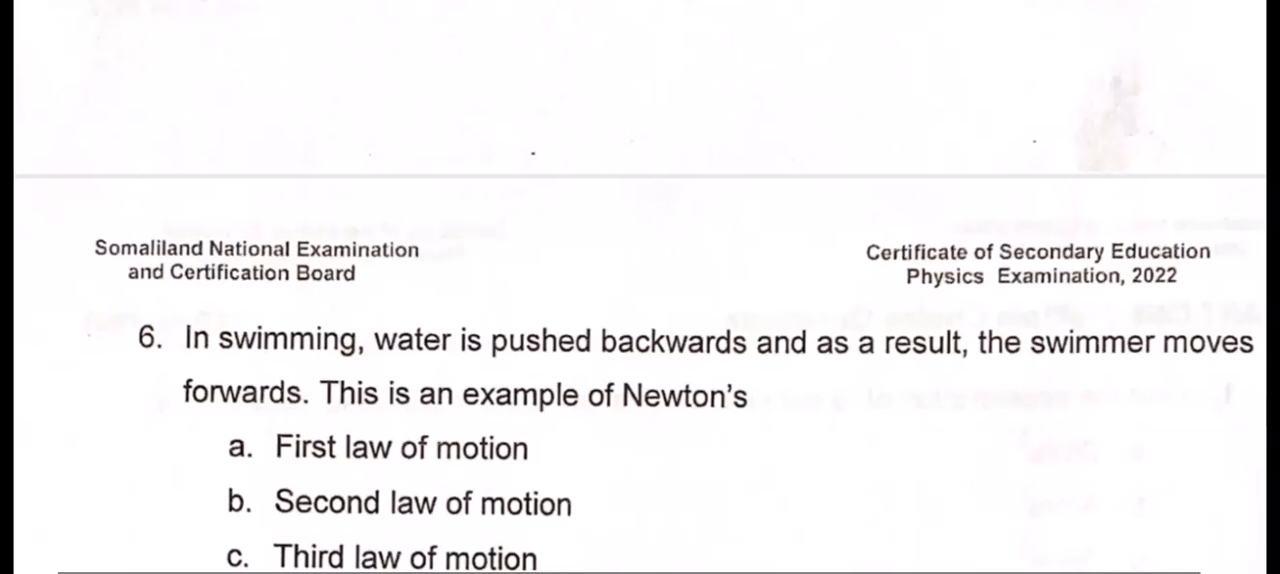 Somaliland National Examination
and Certification Board
Certificate of Secondary Education
Physics Examination, 2022
6. In swimming, water is pushed backwards and as a result, the swimmer moves
forwards. This is an example of Newton's
a. First law of motion
b. Second law of motion
c. Third law of motion